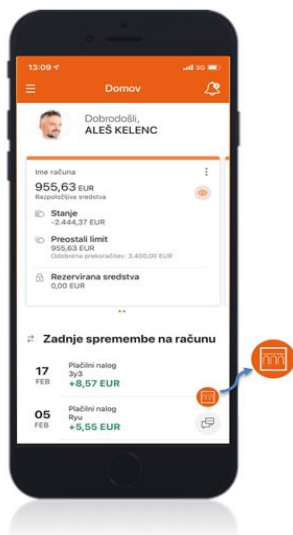 13:09
3G
Domov
Dobrodošli,
ALEŠ KELENC
Ime računa
955,63 EUR
Razpoložljiva sredstva
Stanje
-2.444,37 EUR
Preostali limit
955,63 EUR
Odobrena prekoračitev: 3.400,00 EUR
Rezervirana sredstva
0,00 EUR
Zadnje spremembe na računu
17
FEB
Plačilni nalog
3y3
+8,57 EUR
05
FEB
Plačilni nalog
Ryu
+5,55 EUR